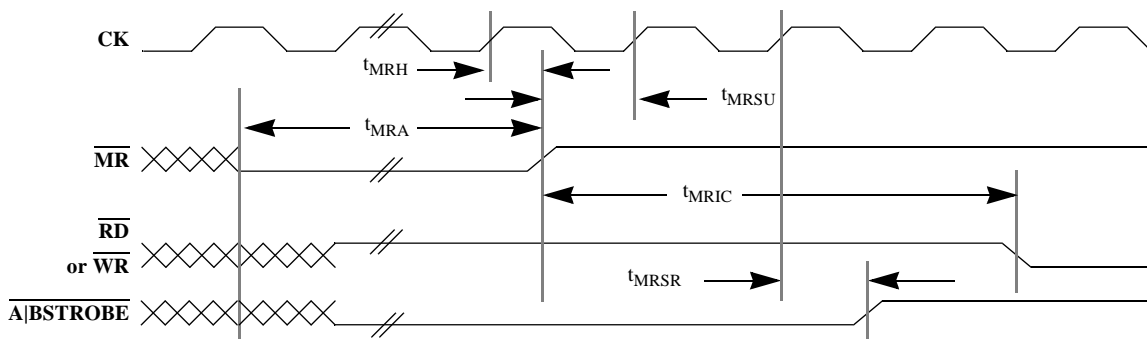 CK
tMRH
tMRSU
tMRA
MR
tMRIC
RD
or WR
tMRSR
A|BSTROBE